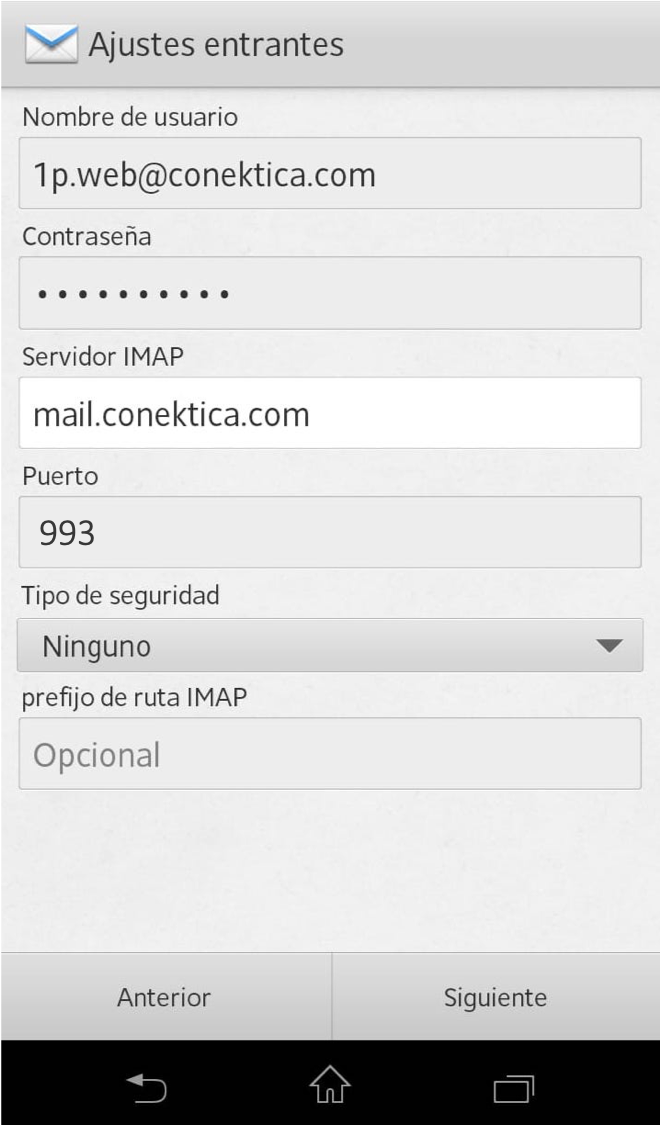 Ajustes entrantes
Nombre de usuario
1p.web@conektica.com
Contraseña
••••••••••
Servidor IMAP
mail.conektica.com
Puerto
993
Tipo de seguridad
Ninguno
prefijo de ruta IMAP
Opcional
Anterior
Siguiente